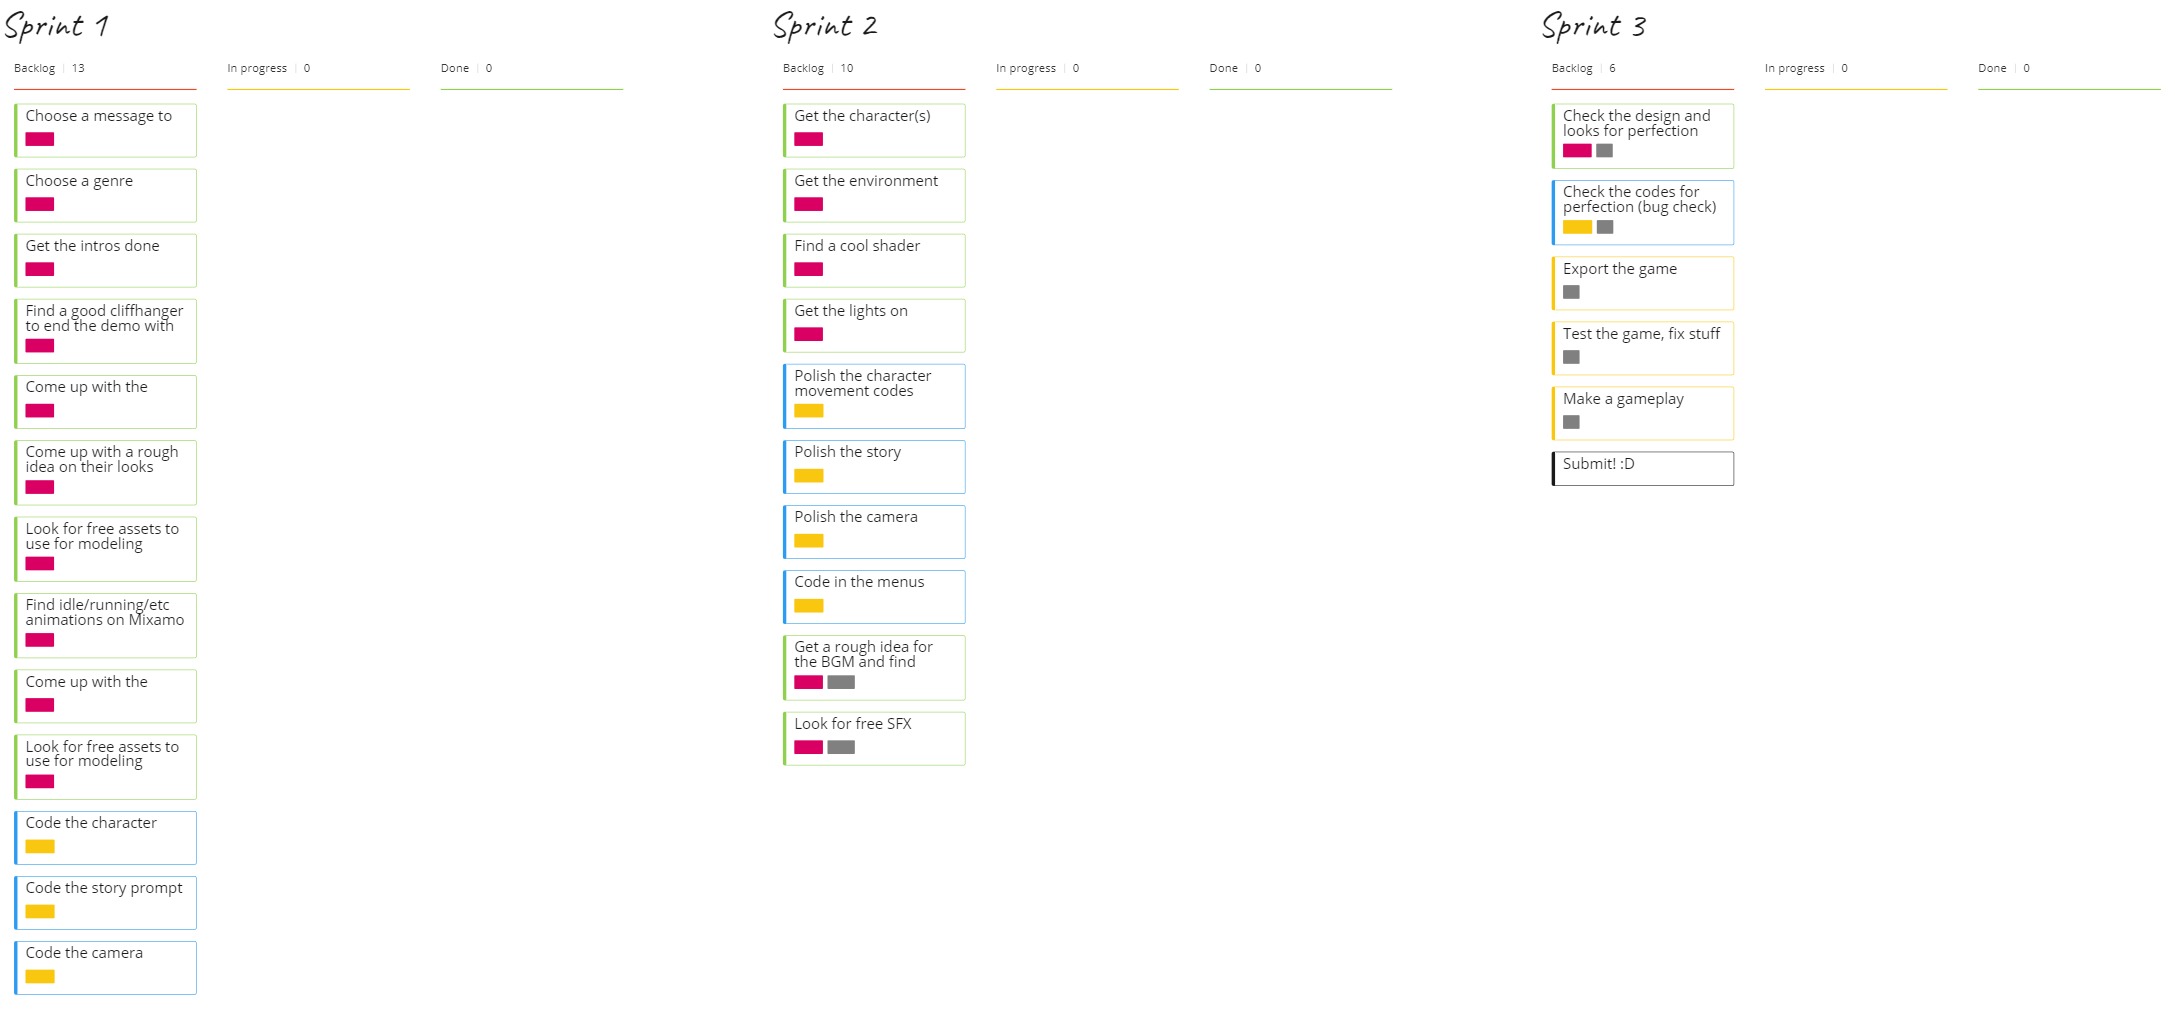 Sprint 1
Backlog 13
In progress 0
Done 0
Choose a message to
Choose a genre
Get the intros done
Find a good cliffhanger
to end the demo with
Come up with the
Come up with a rough
idea on their looks
Look for free assets to
use for modeling
Find idle/running/etc
animations on Mixamo
Come up with the
Look for free assets to
use for modeling
Code the character
Code the story prompt
Code the camera
Sprint 2
Backlog 10
In progress 0
Done 0
Get the character(s)
Get the environment
Find a cool shader
Get the lights on
Polish the character
movement codes
Polish the story
Polish the camera
Code in the menus
Get a rough idea for
the BGM and find
Look for free SFX
Sprint 3
Backlog 6
In progress 0
Done 0
Check the design and
looks for perfection
Check the codes for
perfection (bug check)
Export the game
Test the game, fix stuff
Make a gameplay
Submit! :D